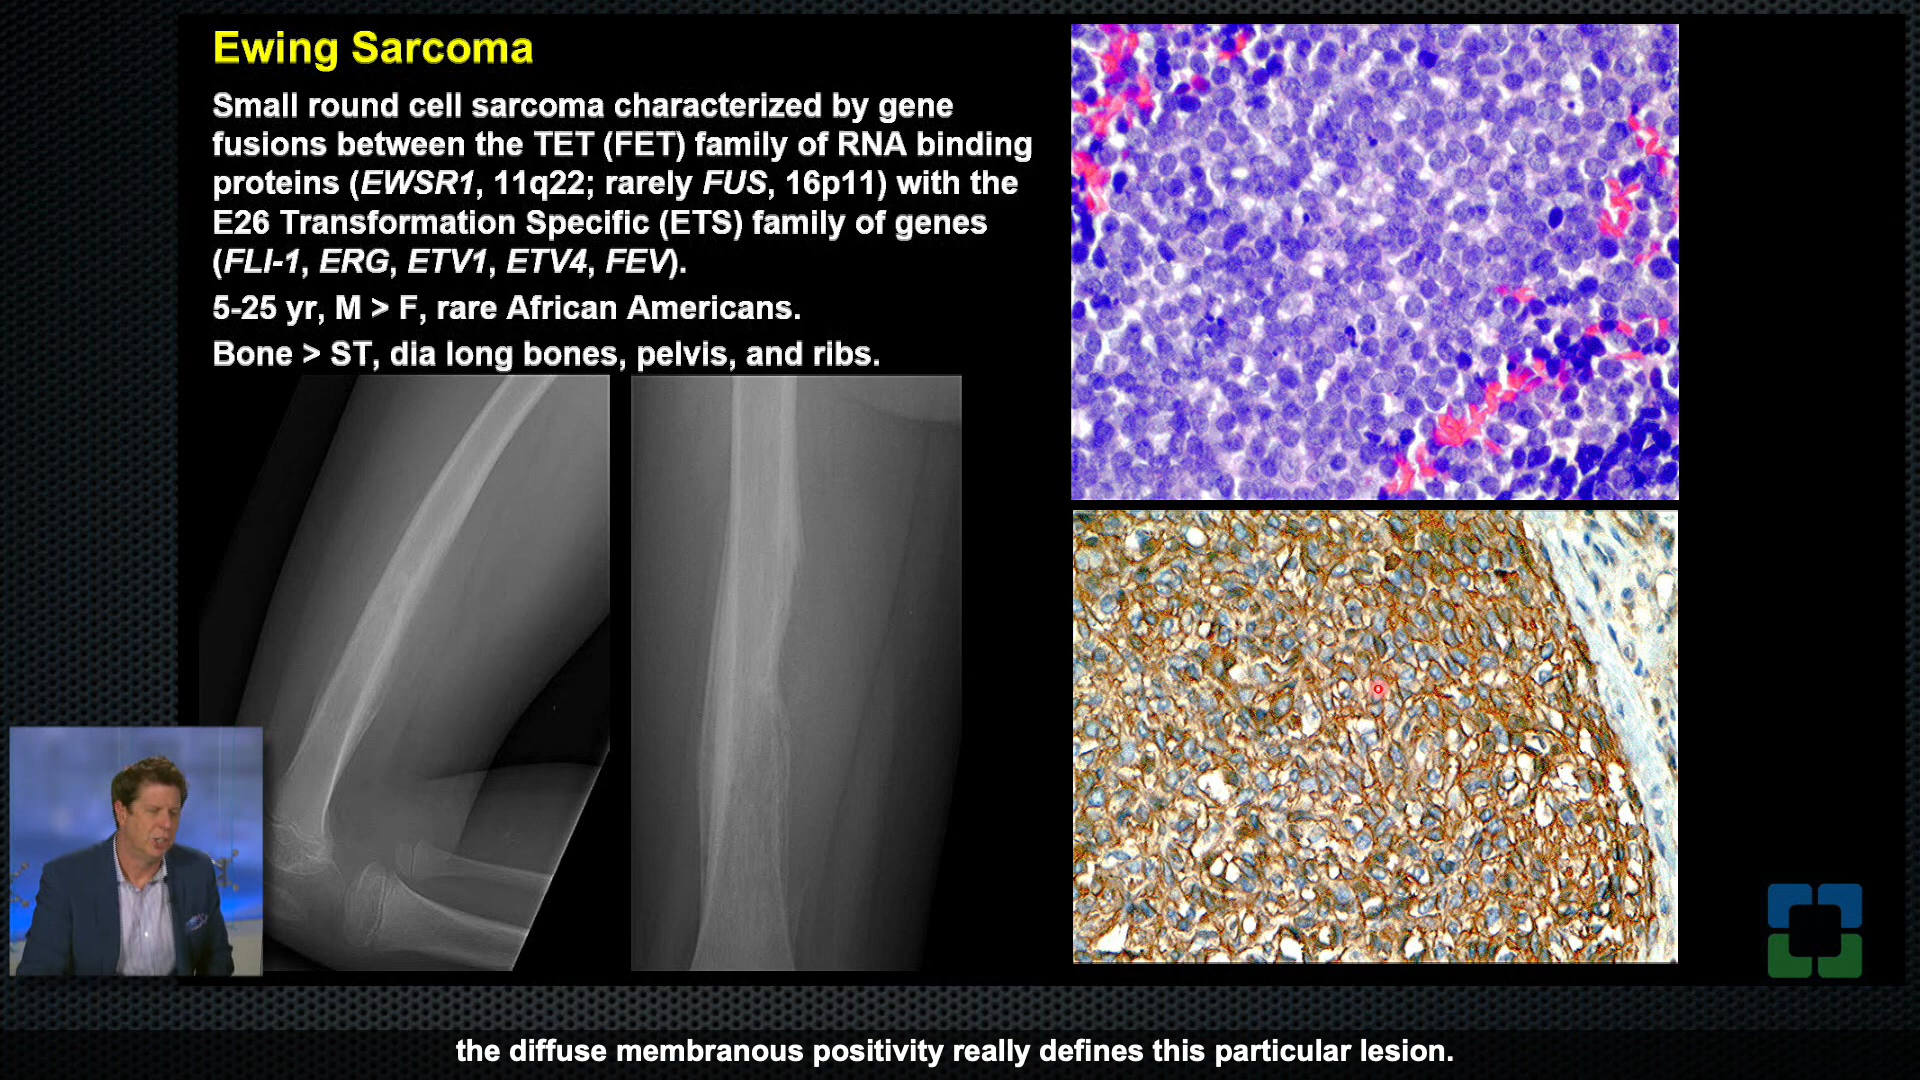 Ewing Sarcoma
Small round cell sarcoma characterized by gene
fusions between the TET (FET) family of RNA binding
proteins (EWSR1, 11q22; rarely FUS, 16p11) with the
E26 Transformation Specific (ETS) family of genes
(FLI-1, ERG, ETV1, ETV4, FEV).
5-25 yr, M > F, rare African Americans.
Bone > ST, dia long bones, pelvis, and ribs.
the diffuse membranous positivity really defines this particular lesion.